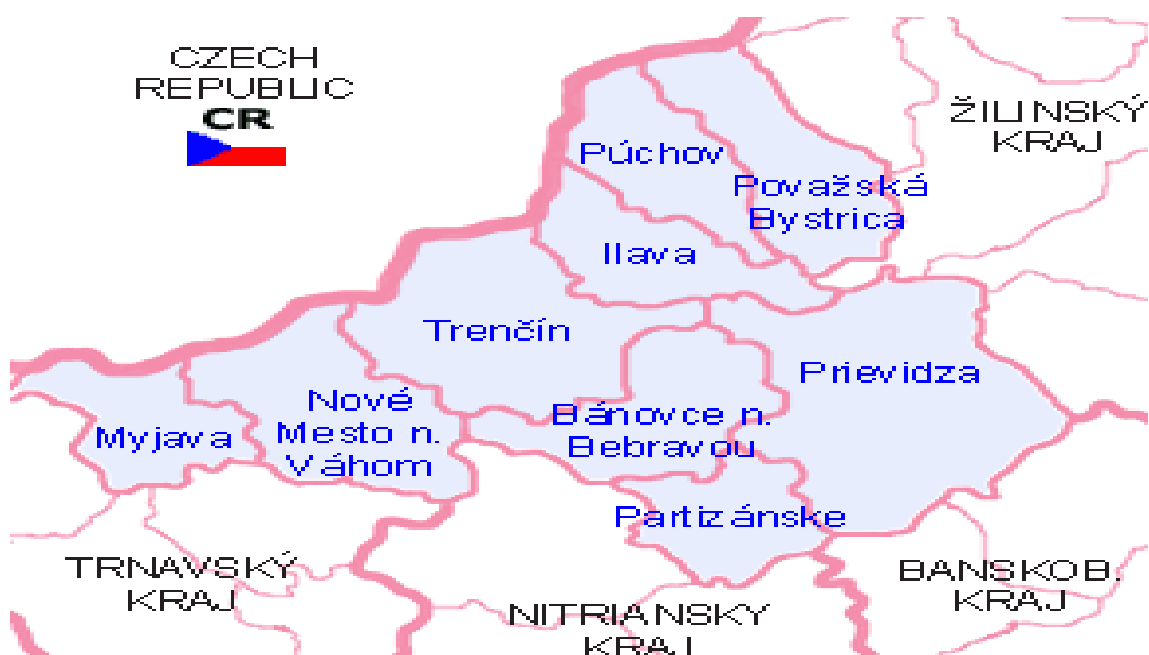 CZECH
REPUBLIC
CR
ŽILINSKÝ
KRAJ
Púchov
Považská
Bystrica
Ilava
Trenčín
Prievidza
Nové
Mesto n.
Váhom
Myjava
Bánovce n.
Bebravou
Partizánske
TRNAVSKÝ
KRAJ
BANSKOB.
KRAJ
NITRIANSKY
KRAJ